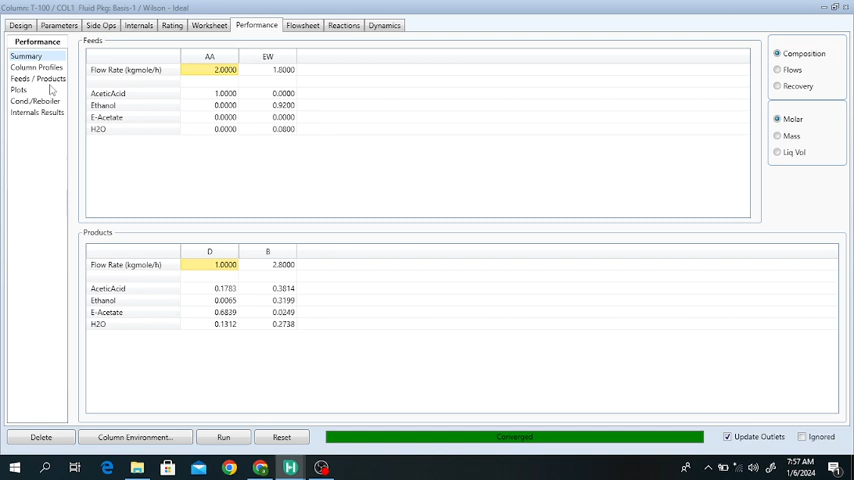 Column: T-100 / COL1 Fluid Pkg: Basis-1 / Wilson - Ideal
Design Parameters Side Ops Internals Rating Worksheet Performance Flowsheet Reactions Dynamics
Performance
Summary
Column Profiles
Feeds / Products
Plots
Cond./Reboiler
Internals Results
Feeds
AA EW
Flow Rate (kgmole/h) 2.0000 1.8000
AceticAcid 1.0000 0.0000
Ethanol 0.0000 0.9200
E-Acetate 0.0000 0.0000
H2O 0.0000 0.0800
Composition
Flows
Recovery
Molar
Mass
Liq Vol
Products
D B
Flow Rate (kgmole/h) 1.0000 2.8000
AceticAcid 0.1783 0.3814
Ethanol 0.0065 0.3199
E-Acetate 0.6839 0.0249
H2O 0.1312 0.2738
Delete Column Environment... Run Reset Converged Update Outlets Ignored
7:57 AM
1/6/2024